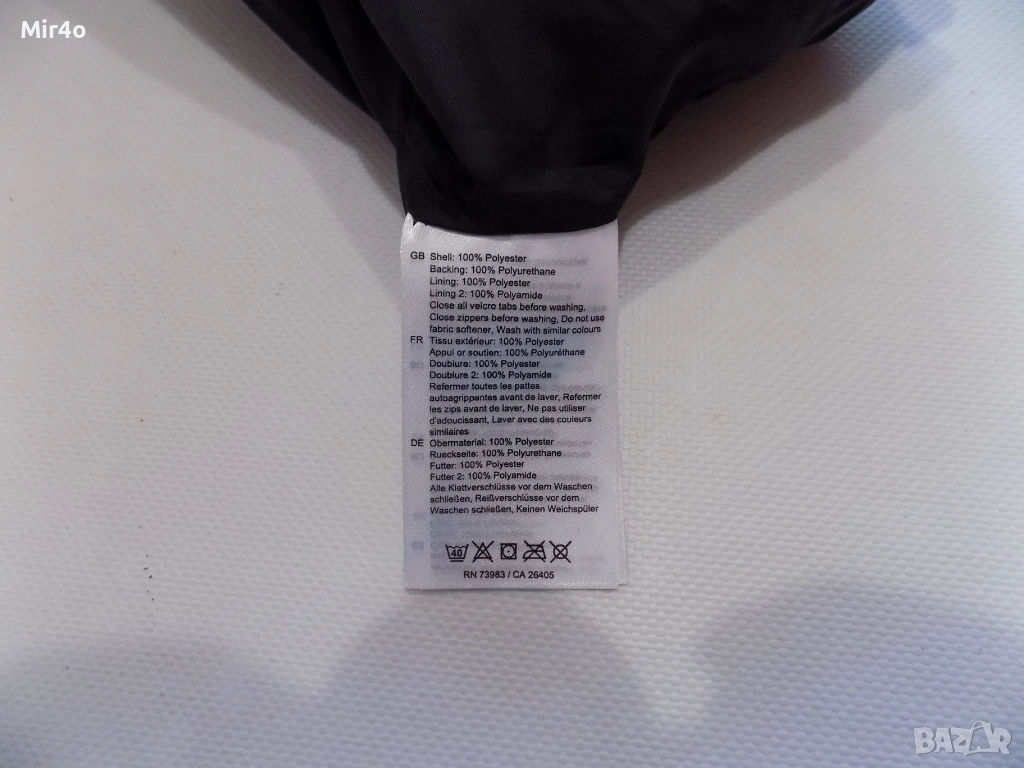 Mir4o
GB Shell: 100% Polyester
Backing: 100% Polyurethane
Lining: 100% Polyester
Lining 2: 100% Polyamide
Close all velcro tabs before washing,
Close zippers before washing, Do not use
fabric softener, Wash with similar colours
FR Tissu extérieur: 100% Polyester
Appui or soutien: 100% Polyuréthane
Doublure: 100% Polyester
Doublure 2: 100% Polyamide
Refermer toutes les pattes
autoagrippantes avant de laver, Refermer
les zips avant de laver, Ne pas utiliser
d'adoucissant, Laver avec des couleurs
similaires
DE Obermaterial: 100% Polyester
Rueckseite: 100% Polyurethane
Futter: 100% Polyester
Futter 2: 100% Polyamide
Alle Klettverschlüsse vor dem Waschen
schließen, Reißverschlüsse vor dem
Waschen schließen, Keinen Weichspüler
40
RN 73983 / CA 26405
BAZAR